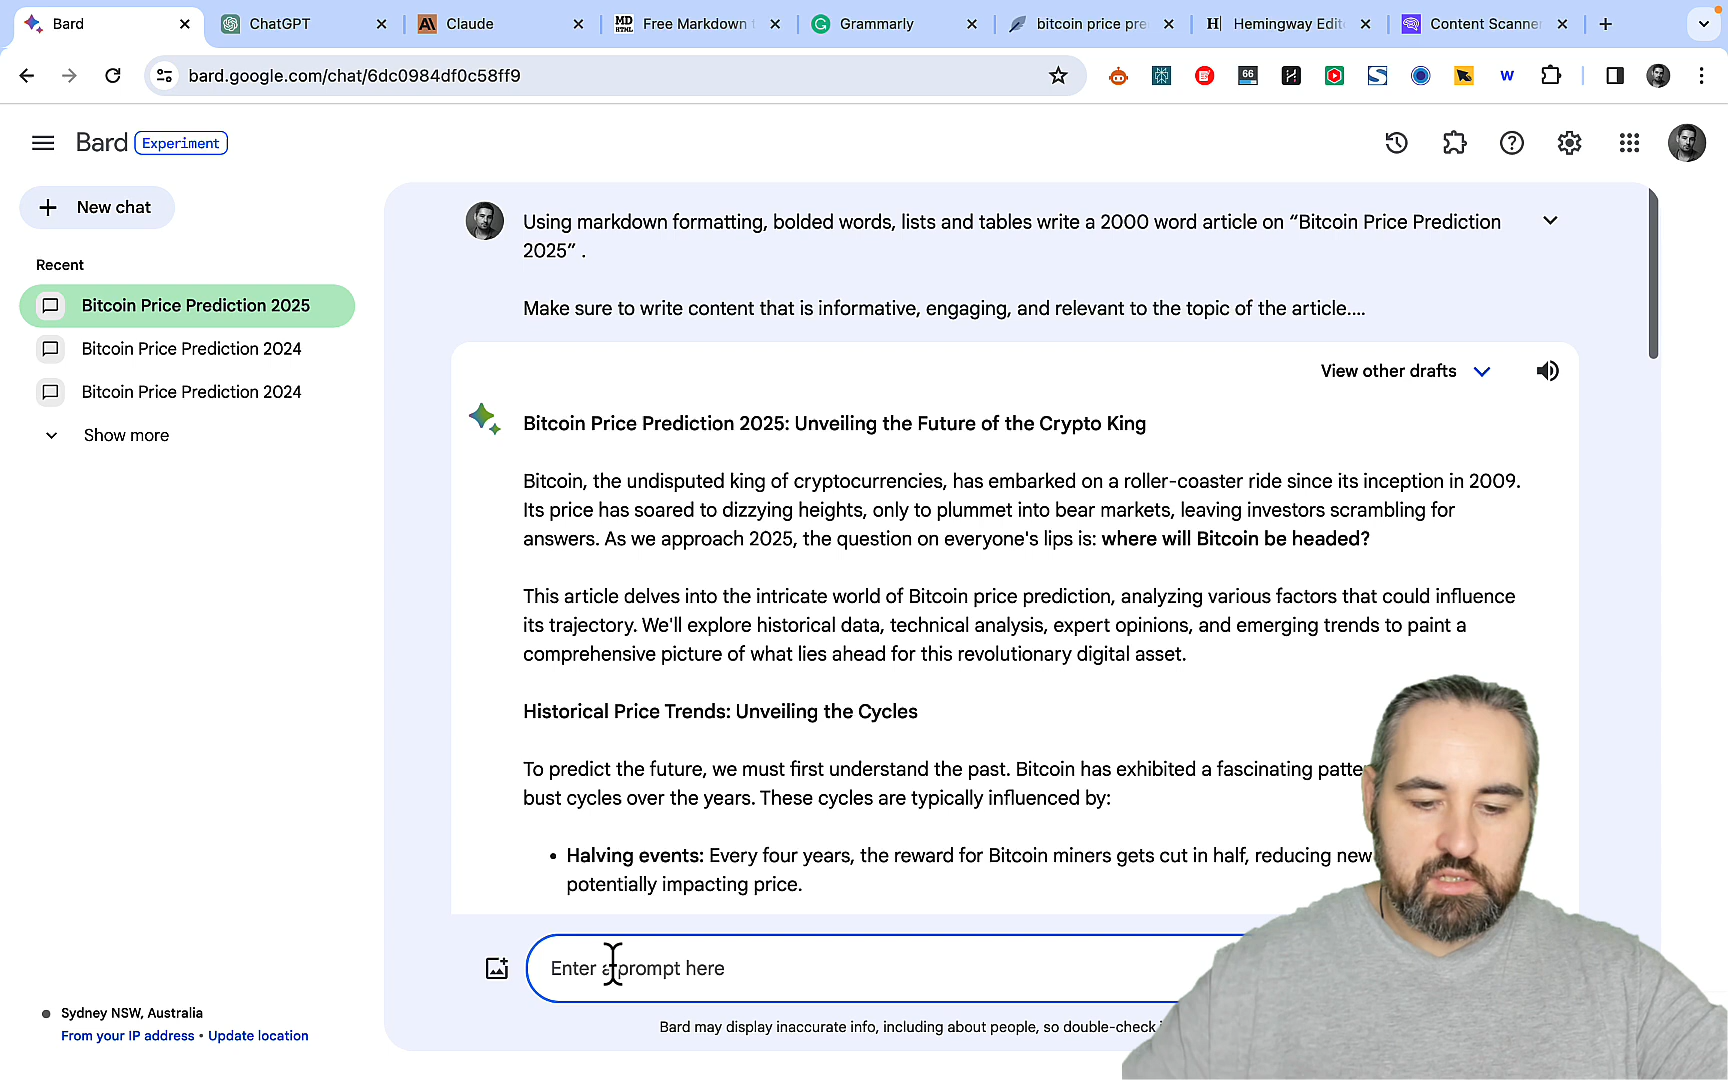 Bard
ChatGPT
Claude
Free Markdown
Grammarly
bitcoin price pre
Hemingway Edit
Content Scanne
bard.google.com/chat/6dc0984df0c58ff9
66
W
Bard Experiment
New chat
Recent
Bitcoin Price Prediction 2025
Bitcoin Price Prediction 2024
Bitcoin Price Prediction 2024
Show more
Using markdown formatting, bolded words, lists and tables write a 2000 word article on “Bitcoin Price Prediction
2025” .
Make sure to write content that is informative, engaging, and relevant to the topic of the article....
View other drafts
Bitcoin Price Prediction 2025: Unveiling the Future of the Crypto King
Bitcoin, the undisputed king of cryptocurrencies, has embarked on a roller-coaster ride since its inception in 2009.
Its price has soared to dizzying heights, only to plummet into bear markets, leaving investors scrambling for
answers. As we approach 2025, the question on everyone's lips is: where will Bitcoin be headed?
This article delves into the intricate world of Bitcoin price prediction, analyzing various factors that could influence
its trajectory. We'll explore historical data, technical analysis, expert opinions, and emerging trends to paint a
comprehensive picture of what lies ahead for this revolutionary digital asset.
Historical Price Trends: Unveiling the Cycles
To predict the future, we must first understand the past. Bitcoin has exhibited a fascinating patte
bust cycles over the years. These cycles are typically influenced by:
• Halving events: Every four years, the reward for Bitcoin miners gets cut in half, reducing new
potentially impacting price.
Enter a prompt here
Bard may display inaccurate info, including about people, so double-check
Sydney NSW, Australia
From your IP address • Update location